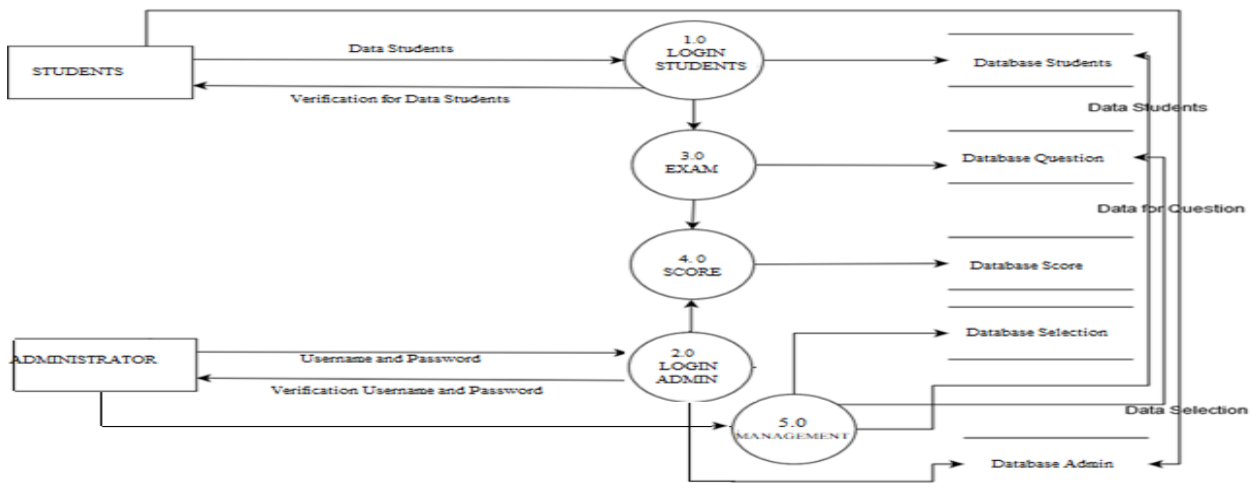 1.0
LOGIN
STUDENTS
Data Students
STUDENTS
Database Students
Verification for Data Students
Data Students
3.0
EXAM
Database Question
Data for Question
4. 0
SCORE
Database Score
Database Selection
ADMINISTRATOR
Username and Password
2.0
LOGIN
ADMIN
Verification Username and Password
Data Selection
5.0
MANAGEMENT
Database Admin